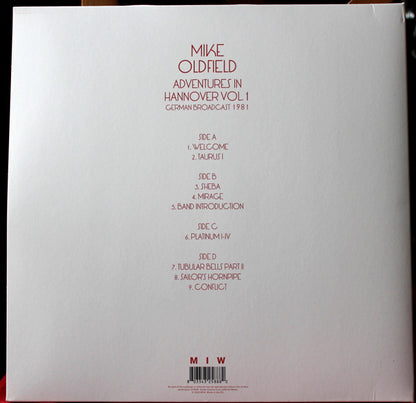 MIKE
OLDFIELD
ADVENTURES IN
HANNOVER VOL. 1
GERMAN BROADCAST 1981
SIDE A
1. WELCOME
2. TAURUS I
SIDE B
3. SHEBA
4. MIRAGE
5. BAND INTRODUCTION
SIDE C
6. PLATINUM I-IV
SIDE D
7. TUBULAR BELLS PART II
8. SAILOR'S HORNPIPE
9. CONFLICT
M I W